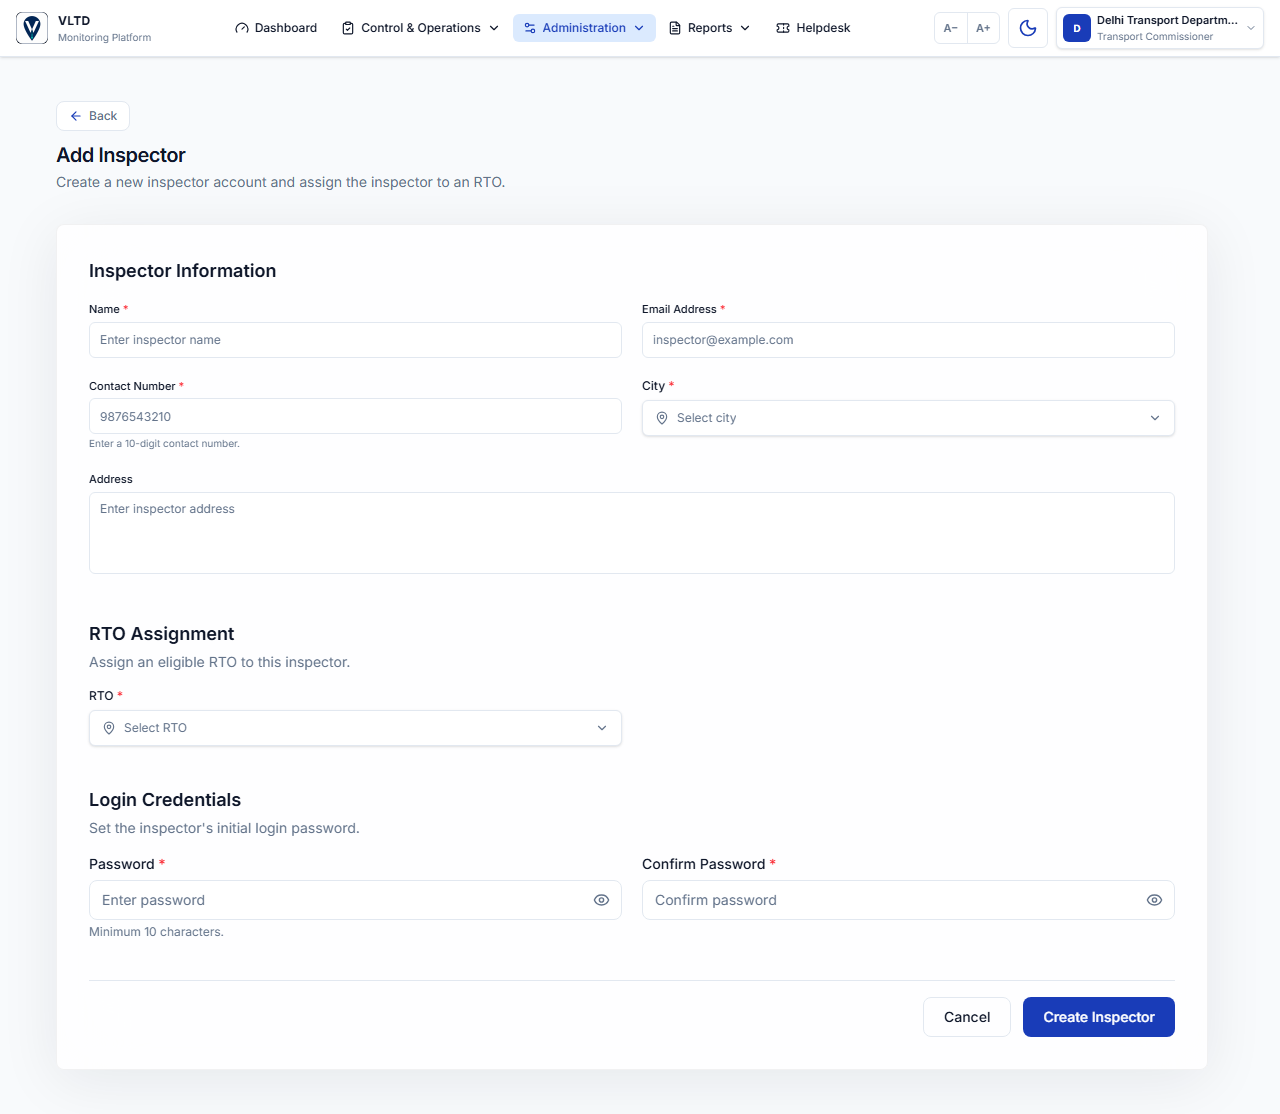 VLTD
Monitoring Platform
Dashboard
Control & Operations
Administration
Reports
Helpdesk
A−
A+
D
Delhi Transport Departm...
Transport Commissioner
Back
Add Inspector
Create a new inspector account and assign the inspector to an RTO.
Inspector Information
Name *
Email Address *
Enter inspector name
inspector@example.com
Contact Number *
City *
9876543210
Select city
Enter a 10-digit contact number.
Address
Enter inspector address
RTO Assignment
Assign an eligible RTO to this inspector.
RTO *
Select RTO
Login Credentials
Set the inspector's initial login password.
Password *
Confirm Password *
Enter password
Confirm password
Minimum 10 characters.
Cancel
Create Inspector